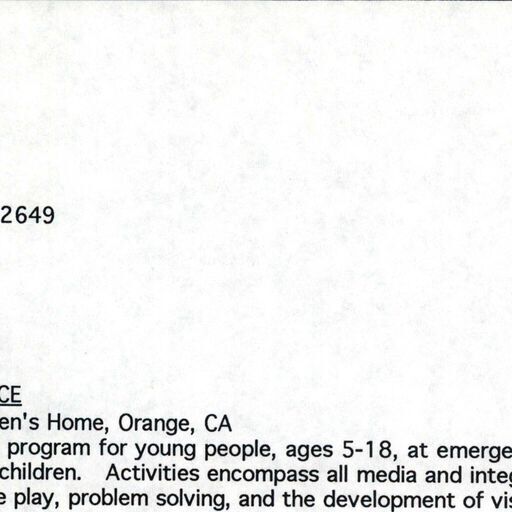 2649
CE
en's Home, Orange, CA
program for young people, ages 5-18, at emerge
children. Activities encompass all media and integ
e play, problem solving, and the development of vis